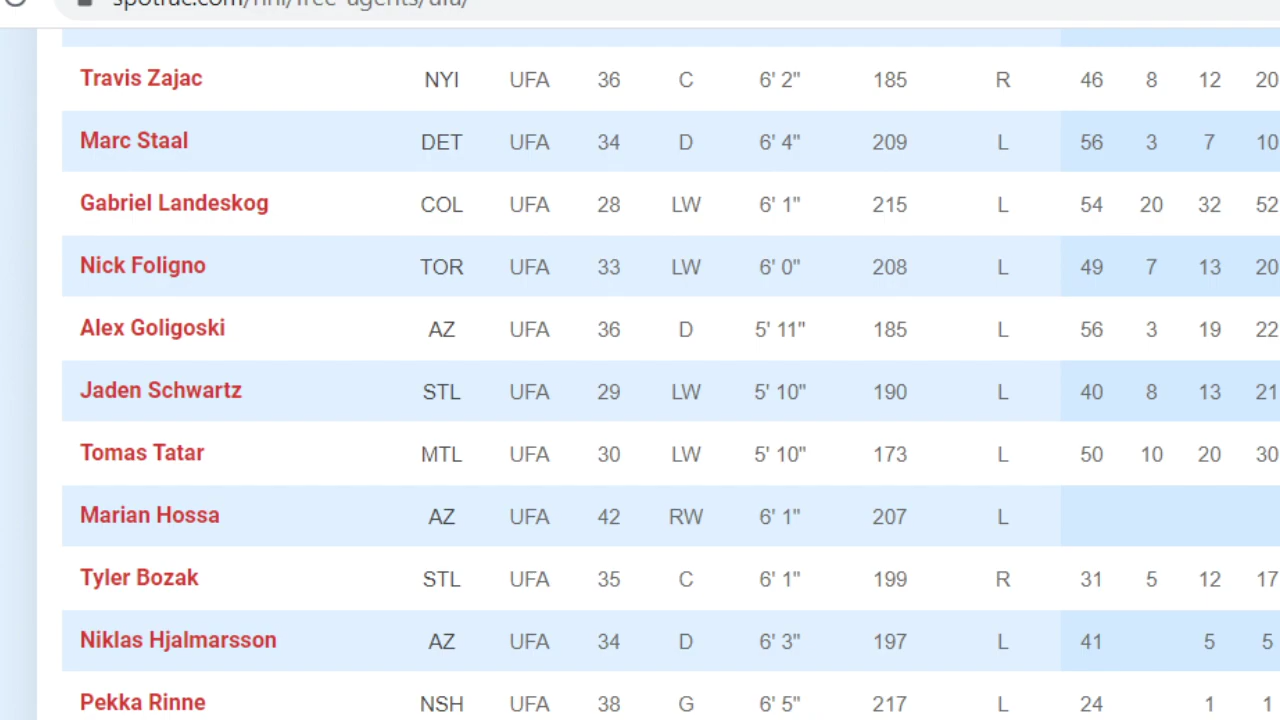 spotrac.com/nhl/free-agents/ufa/
Travis Zajac NYI UFA 36 C 6' 2" 185 R 46 8 12 20
Marc Staal DET UFA 34 D 6' 4" 209 L 56 3 7 10
Gabriel Landeskog COL UFA 28 LW 6' 1" 215 L 54 20 32 52
Nick Foligno TOR UFA 33 LW 6' 0" 208 L 49 7 13 20
Alex Goligoski AZ UFA 36 D 5' 11" 185 L 56 3 19 22
Jaden Schwartz STL UFA 29 LW 5' 10" 190 L 40 8 13 21
Tomas Tatar MTL UFA 30 LW 5' 10" 173 L 50 10 20 30
Marian Hossa AZ UFA 42 RW 6' 1" 207 L
Tyler Bozak STL UFA 35 C 6' 1" 199 R 31 5 12 17
Niklas Hjalmarsson AZ UFA 34 D 6' 3" 197 L 41 5 5
Pekka Rinne NSH UFA 38 G 6' 5" 217 L 24 1 1